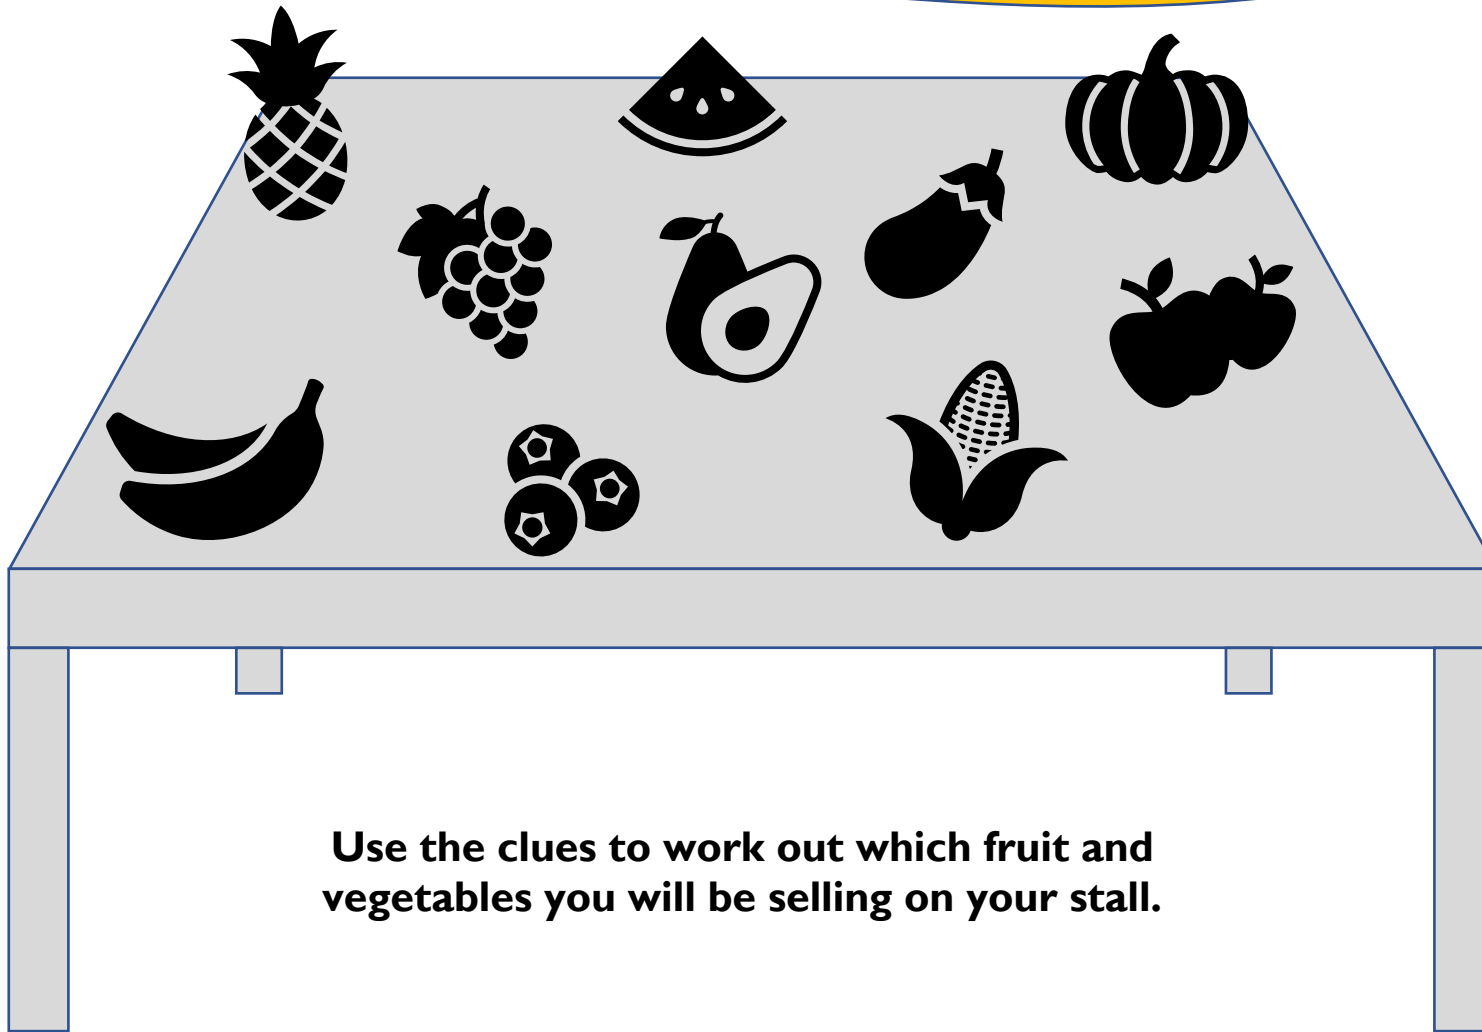 Use the clues to work out which fruit and
vegetables you will be selling on your stall.